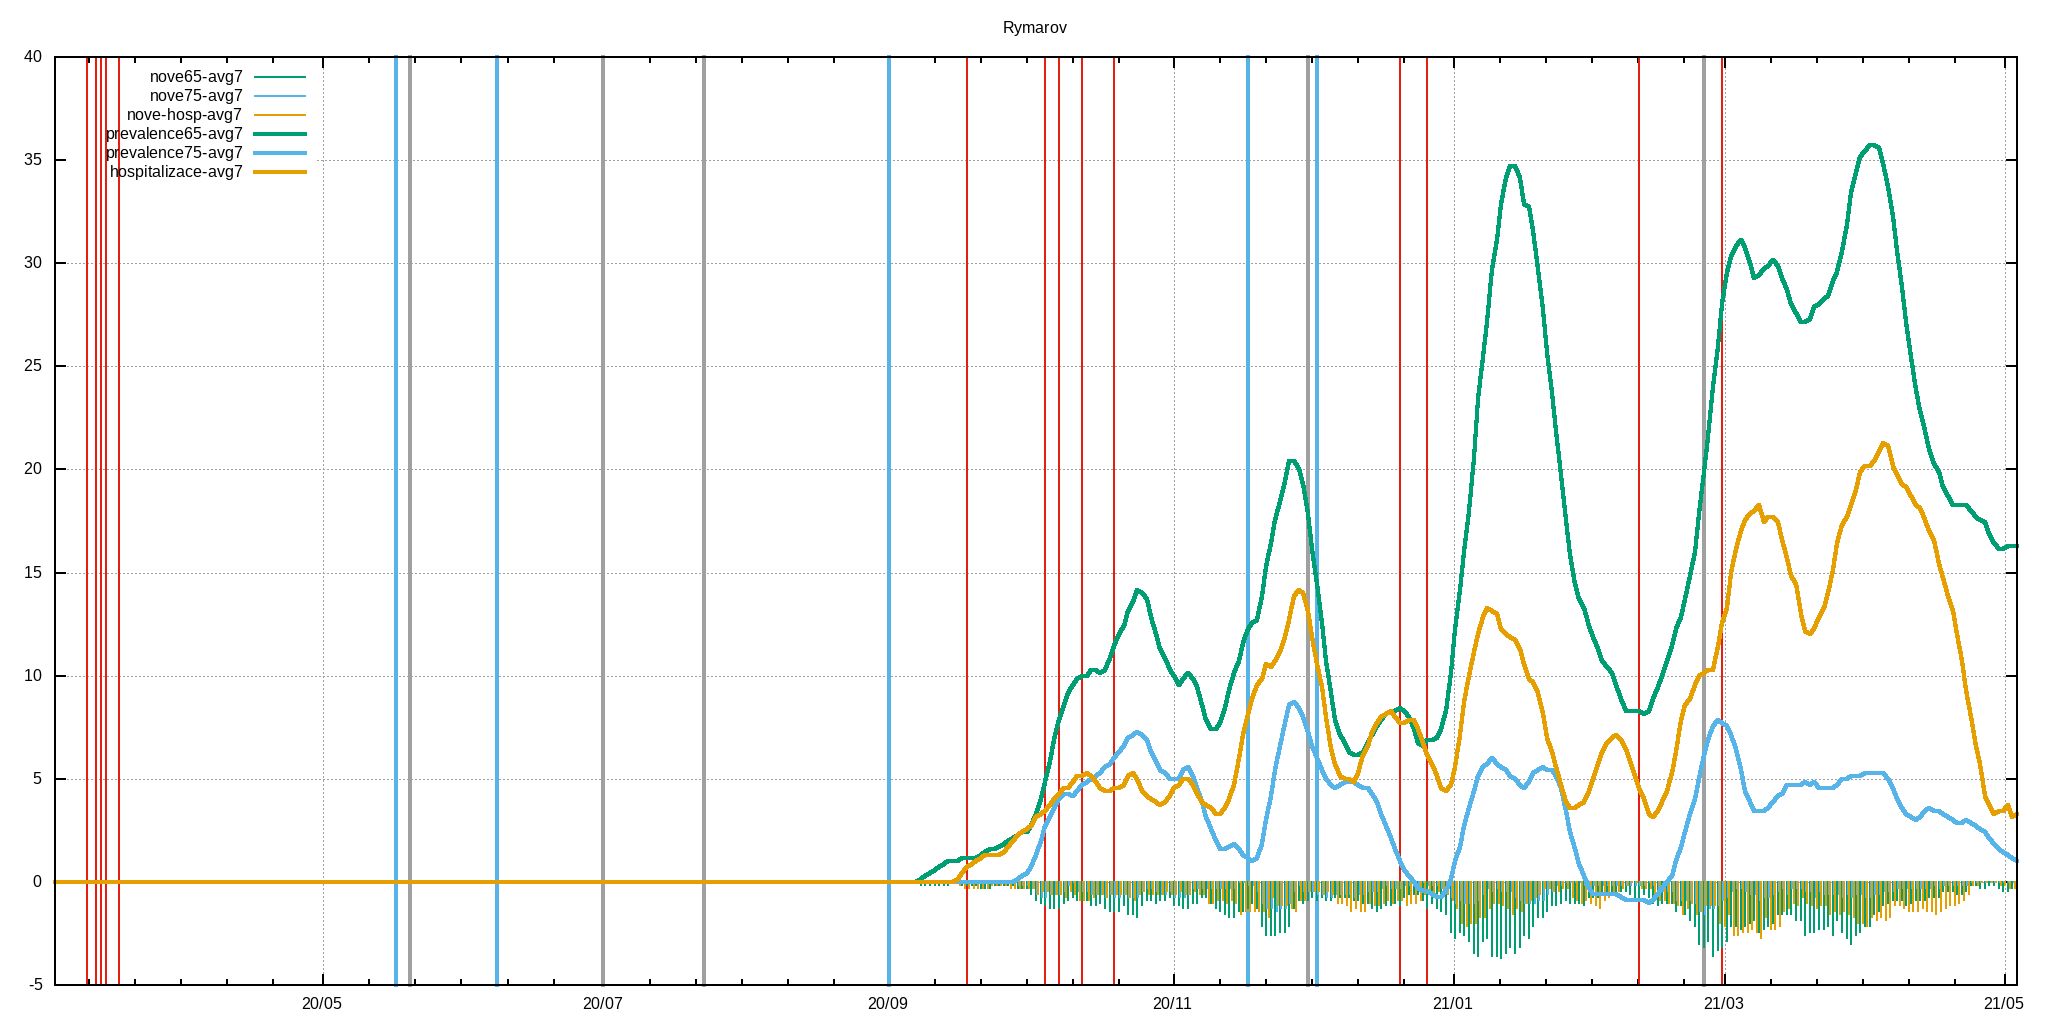 Rymarov
40
nove65-avg7
nove75-avg7
nove-hosp-avg7
prevalence65-avg7
prevalence75-avg7
hospitalizace-avg7
35
30
25
20
15
10
5
0
-5
20/05 20/07 20/09 20/11 21/01 21/03 21/05